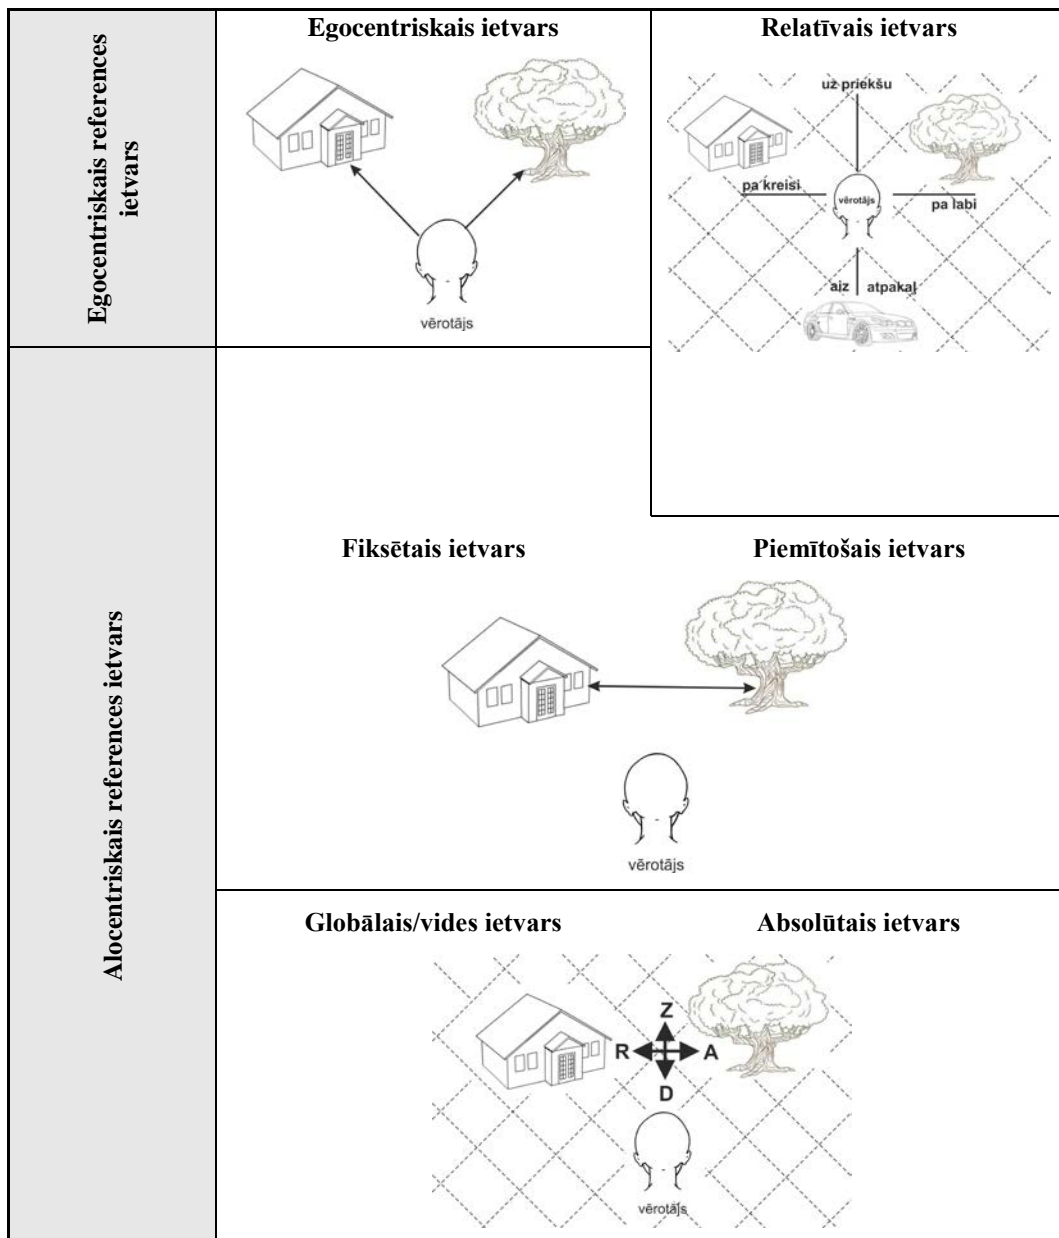 Egocentriskais references
ietvars
Egocentriskais ietvars
vērotājs
Relatīvais ietvars
uz priekšu
pa kreisi
vērotājs
pa labi
aiz atpakaļ
Alocentriskais references ietvars
Fiksētais ietvars
Piemītošais ietvars
vērotājs
Globālais/vides ietvars
Absolūtais ietvars
Z
R
A
D
vērotājs